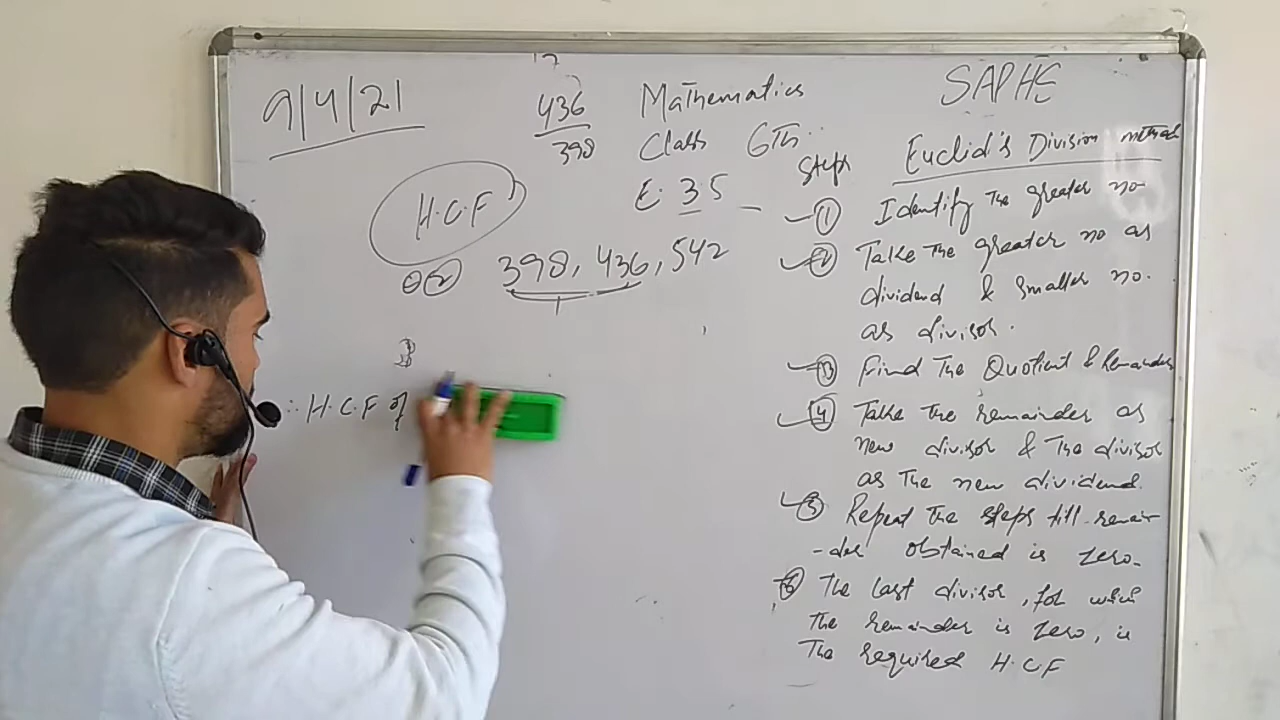 9/4/21
436
398
Mathematics
Class 6Th
E: 3.5
H.C.F
398, 436, 542
∴ H.C.F of
SAPHE
Steps
Euclid's Division method
① Identify The greater no
② Take The greater no as
dividend & smaller no.
as divisor.
③ Find The Quotient & Remainder
④ Take The remainder as
new divisor & The divisor
as The new dividend.
⑤ Repeat The steps till remain-
-der obtained is zero.
⑥ The last divisor, for which
The remainder is zero, is
The required H.C.F